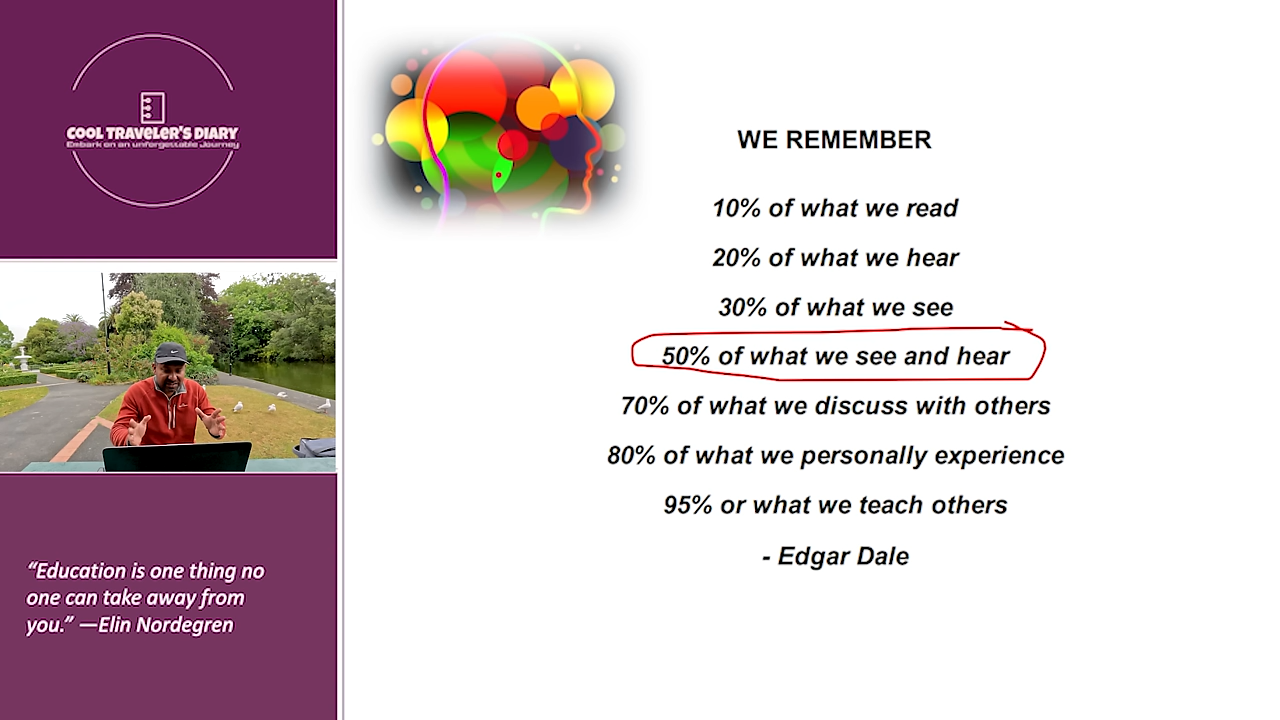 COOL TRAVELER'S DIARY
Embark on an unforgettable Journey
WE REMEMBER
10% of what we read
20% of what we hear
30% of what we see
50% of what we see and hear
70% of what we discuss with others
80% of what we personally experience
95% or what we teach others
- Edgar Dale
“Education is one thing no
one can take away from
you.” —Elin Nordegren